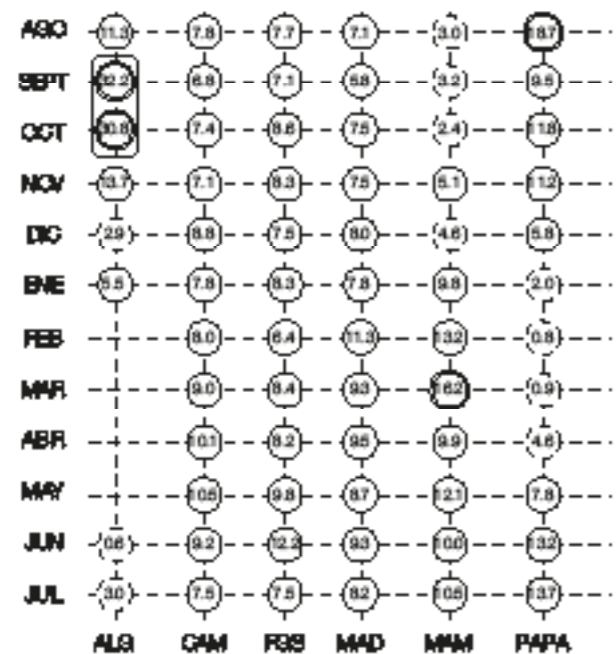 AGO 11.3 7.8 7.7 7.1 3.0 18.7
SEPT 32.2 6.8 7.1 5.8 3.2 9.5
OCT 30.8 7.4 8.6 7.5 2.4 11.8
NOV 13.7 7.1 8.3 7.5 5.1 11.2
DIC 2.9 8.8 7.5 8.0 4.6 5.8
ENE 5.5 7.8 8.3 7.8 9.8 2.0
FEB 8.0 6.4 11.3 13.2 0.8
MAR 9.0 8.4 9.3 16.2 0.9
ABR 10.1 8.2 9.5 9.9 4.6
MAY 10.5 9.8 8.7 12.1 7.8
JUN 0.6 9.2 12.2 9.3 10.0 13.2
JUL 3.0 7.5 7.5 8.2 10.5 13.7
ALG CAM MAD MAM PAPA